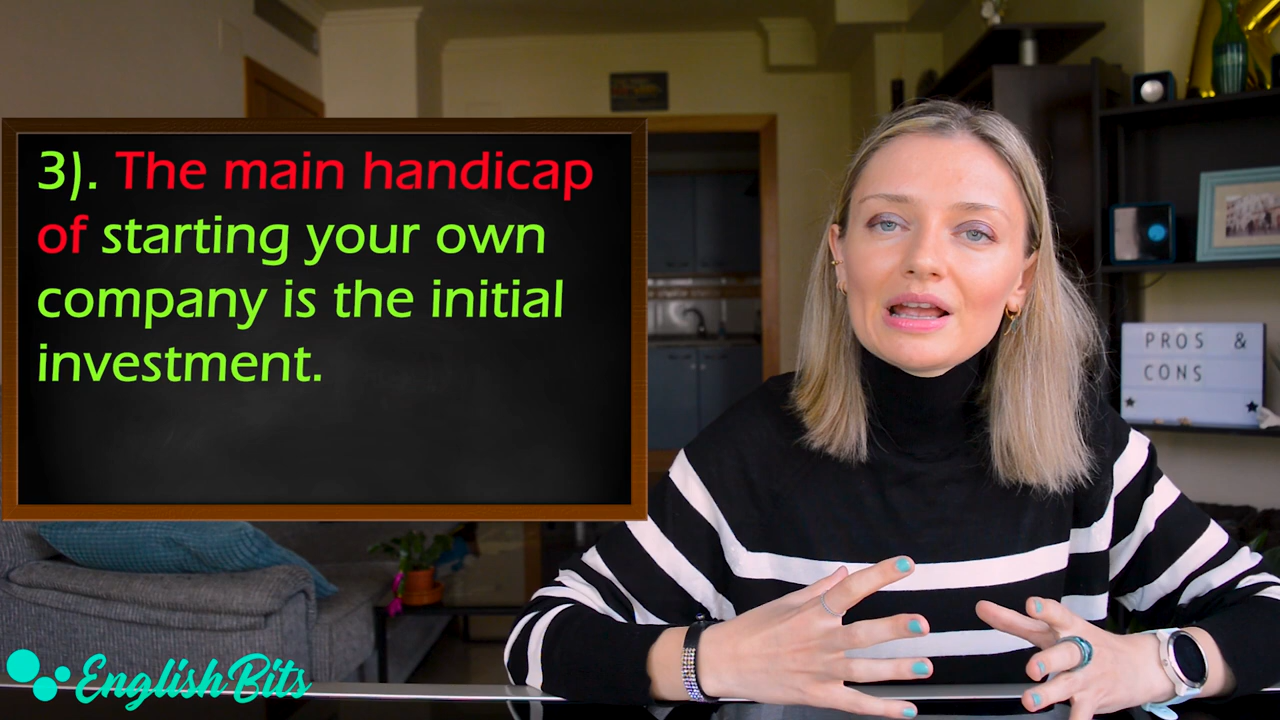 3). The main handicap
of starting your own
company is the initial
investment.
PROS &
CONS
EnglishBits